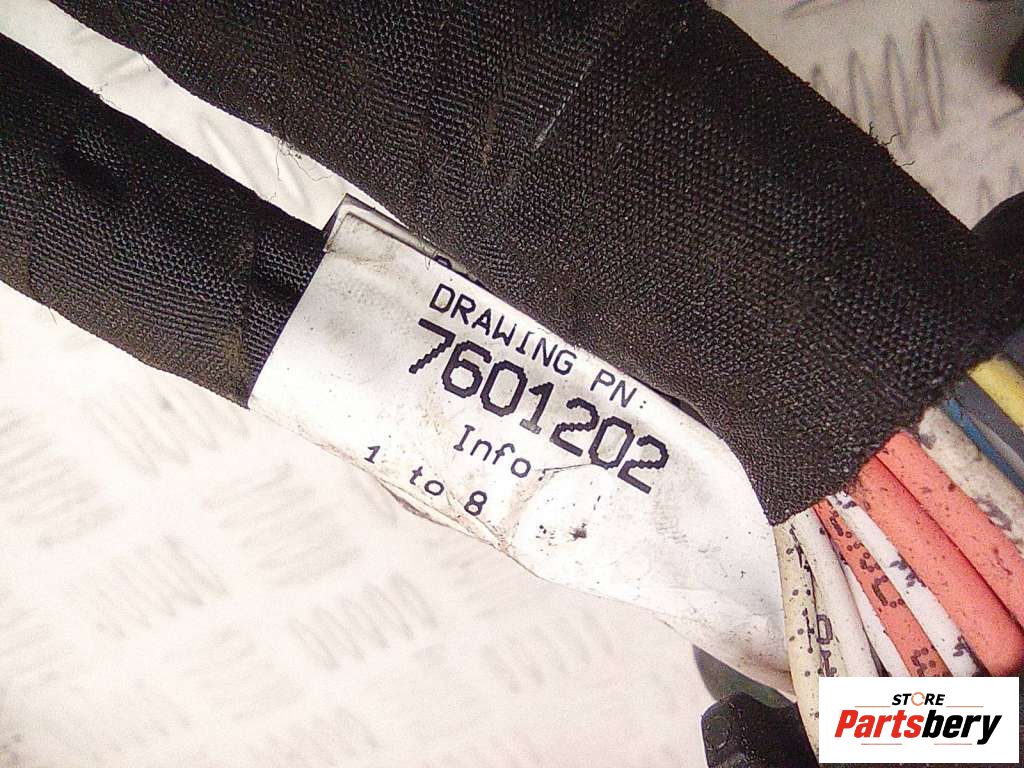 DRAWING PN:
7601202
Info:
1 to 8
STORE
Partsbery